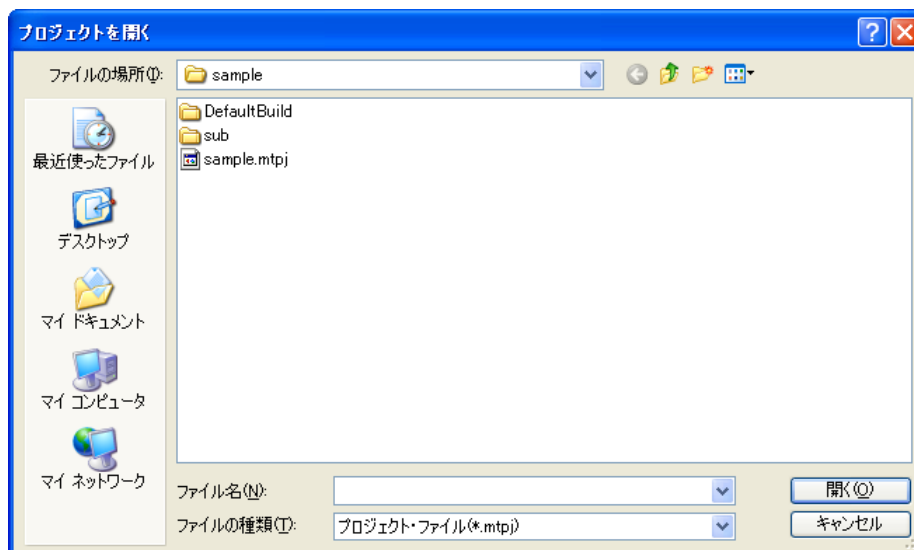 プロジェクトを開く
ファイルの場所(I):
sample
DefaultBuild
sub
sample.mtpj
最近使ったファイル
デスクトップ
マイ ドキュメント
マイ コンピュータ
マイ ネットワーク
ファイル名(N):
開く(O)
ファイルの種類(T):
プロジェクト・ファイル(*.mtpj)
キャンセル